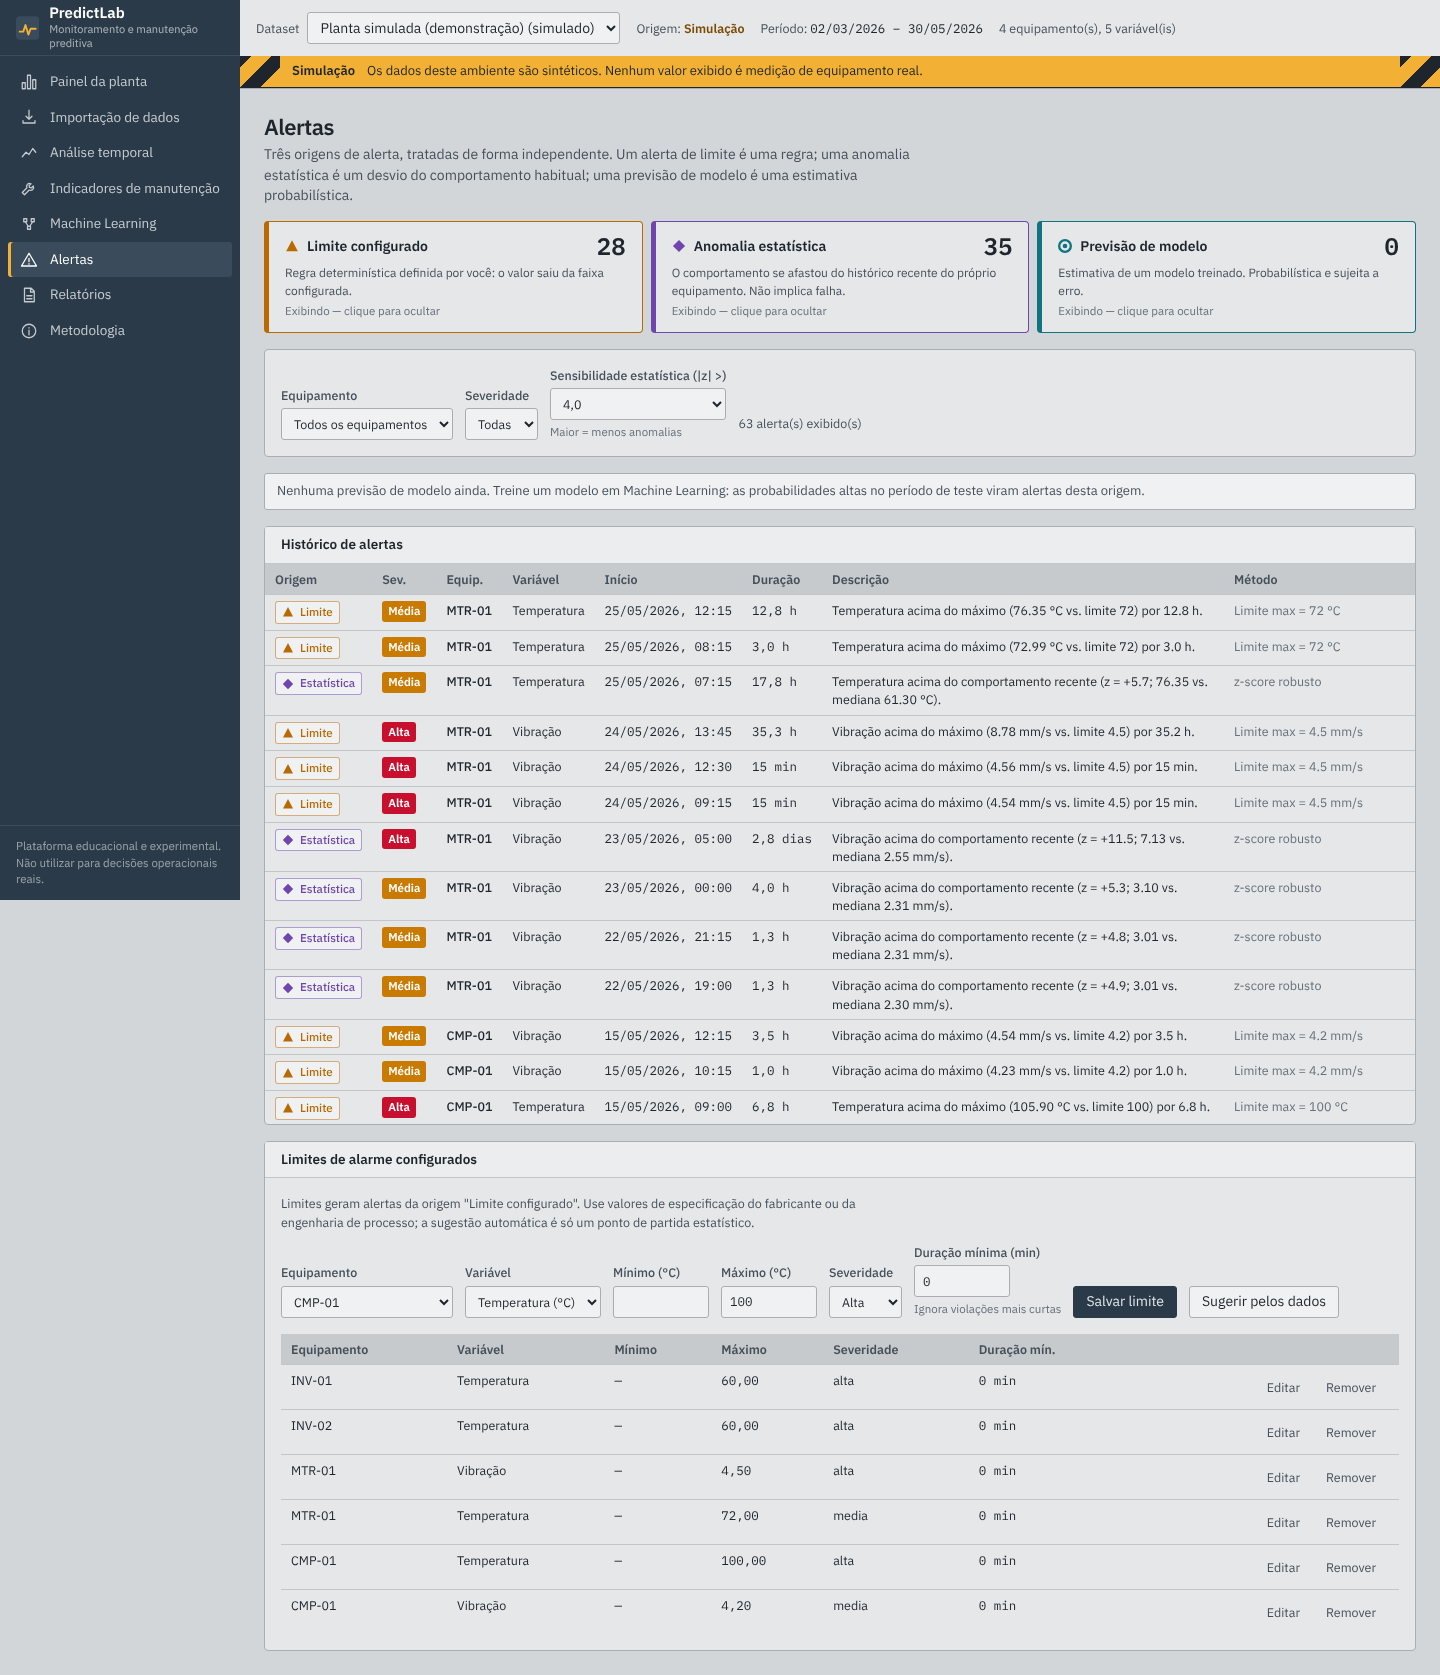 PredictLab
Monitoramento e manutenção
preditiva
Painel da planta
Importação de dados
Análise temporal
Indicadores de manutenção
Machine Learning
Alertas
Relatórios
Metodologia
Plataforma educacional e experimental.
Não utilizar para decisões operacionais
reais.
Dataset Planta simulada (demonstração) (simulado) Origem: Simulação Período: 02/03/2026 – 30/05/2026 4 equipamento(s), 5 variável(is)
Simulação Os dados deste ambiente são sintéticos. Nenhum valor exibido é medição de equipamento real.
Alertas
Três origens de alerta, tratadas de forma independente. Um alerta de limite é uma regra; uma anomalia
estatística é um desvio do comportamento habitual; uma previsão de modelo é uma estimativa
probabilística.
Limite configurado 28
Regra determinística definida por você: o valor saiu da faixa
configurada.
Exibindo — clique para ocultar
Anomalia estatística 35
O comportamento se afastou do histórico recente do próprio
equipamento. Não implica falha.
Exibindo — clique para ocultar
Previsão de modelo 0
Estimativa de um modelo treinado. Probabilística e sujeita a
erro.
Exibindo — clique para ocultar
Equipamento
Todos os equipamentos
Severidade
Todas
Sensibilidade estatística (|z| >)
4,0
Maior = menos anomalias
63 alerta(s) exibido(s)
Nenhuma previsão de modelo ainda. Treine um modelo em Machine Learning: as probabilidades altas no período de teste viram alertas desta origem.
Histórico de alertas
Origem Sev. Equip. Variável Início Duração Descrição Método
Limite Média MTR-01 Temperatura 25/05/2026, 12:15 12,8 h Temperatura acima do máximo (76.35 °C vs. limite 72) por 12.8 h. Limite max = 72 °C
Limite Média MTR-01 Temperatura 25/05/2026, 08:15 3,0 h Temperatura acima do máximo (72.99 °C vs. limite 72) por 3.0 h. Limite max = 72 °C
Estatística Média MTR-01 Temperatura 25/05/2026, 07:15 17,8 h Temperatura acima do comportamento recente (z = +5.7; 76.35 vs. z-score robusto
mediana 61.30 °C).
Limite Alta MTR-01 Vibração 24/05/2026, 13:45 35,3 h Vibração acima do máximo (8.78 mm/s vs. limite 4.5) por 35.2 h. Limite max = 4.5 mm/s
Limite Alta MTR-01 Vibração 24/05/2026, 12:30 15 min Vibração acima do máximo (4.56 mm/s vs. limite 4.5) por 15 min. Limite max = 4.5 mm/s
Limite Alta MTR-01 Vibração 24/05/2026, 09:15 15 min Vibração acima do máximo (4.54 mm/s vs. limite 4.5) por 15 min. Limite max = 4.5 mm/s
Estatística Alta MTR-01 Vibração 23/05/2026, 05:00 2,8 dias Vibração acima do comportamento recente (z = +11.5; 7.13 vs. z-score robusto
mediana 2.55 mm/s).
Estatística Média MTR-01 Vibração 23/05/2026, 00:00 4,0 h Vibração acima do comportamento recente (z = +5.3; 3.10 vs. z-score robusto
mediana 2.31 mm/s).
Estatística Média MTR-01 Vibração 22/05/2026, 21:15 1,3 h Vibração acima do comportamento recente (z = +4.8; 3.01 vs. z-score robusto
mediana 2.31 mm/s).
Estatística Média MTR-01 Vibração 22/05/2026, 19:00 1,3 h Vibração acima do comportamento recente (z = +4.9; 3.01 vs. z-score robusto
mediana 2.30 mm/s).
Limite Média CMP-01 Vibração 15/05/2026, 12:15 3,5 h Vibração acima do máximo (4.54 mm/s vs. limite 4.2) por 3.5 h. Limite max = 4.2 mm/s
Limite Média CMP-01 Vibração 15/05/2026, 10:15 1,0 h Vibração acima do máximo (4.23 mm/s vs. limite 4.2) por 1.0 h. Limite max = 4.2 mm/s
Limite Alta CMP-01 Temperatura 15/05/2026, 09:00 6,8 h Temperatura acima do máximo (105.90 °C vs. limite 100) por 6.8 h. Limite max = 100 °C
Limites de alarme configurados
Limites geram alertas da origem "Limite configurado". Use valores de especificação do fabricante ou da
engenharia de processo; a sugestão automática é só um ponto de partida estatístico.
Equipamento
CMP-01
Variável
Temperatura (°C)
Mínimo (°C)
Máximo (°C)
100
Severidade
Alta
Duração mínima (min)
0
Ignora violações mais curtas
Salvar limite
Sugerir pelos dados
Equipamento Variável Mínimo Máximo Severidade Duração mín.
INV-01 Temperatura — 60,00 alta 0 min Editar Remover
INV-02 Temperatura — 60,00 alta 0 min Editar Remover
MTR-01 Vibração — 4,50 alta 0 min Editar Remover
MTR-01 Temperatura — 72,00 media 0 min Editar Remover
CMP-01 Temperatura — 100,00 alta 0 min Editar Remover
CMP-01 Vibração — 4,20 media 0 min Editar Remover